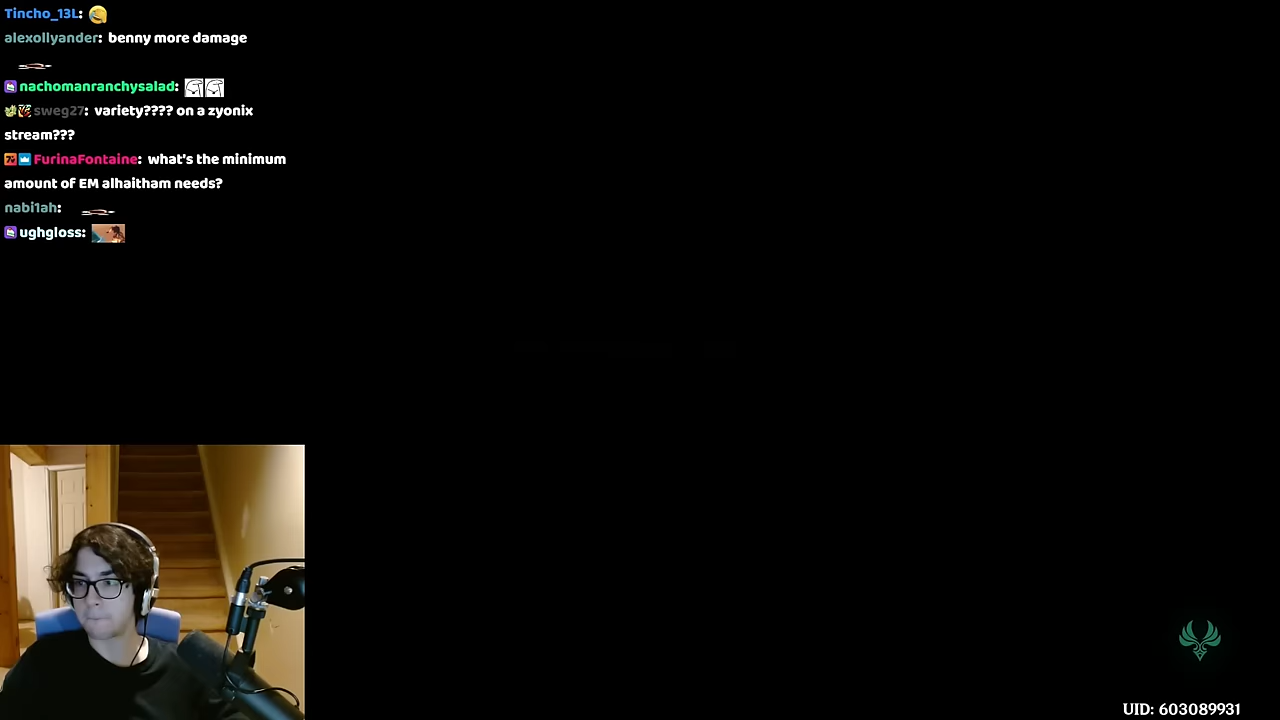 Tincho_13L:
alexollyander: benny more damage
nachomanranchysalad:
sweg27: variety???? on a zyonix
stream???
FurinaFontaine: what's the minimum
amount of EM alhaitham needs?
nabi1ah:
ughgloss:
UID: 603089931